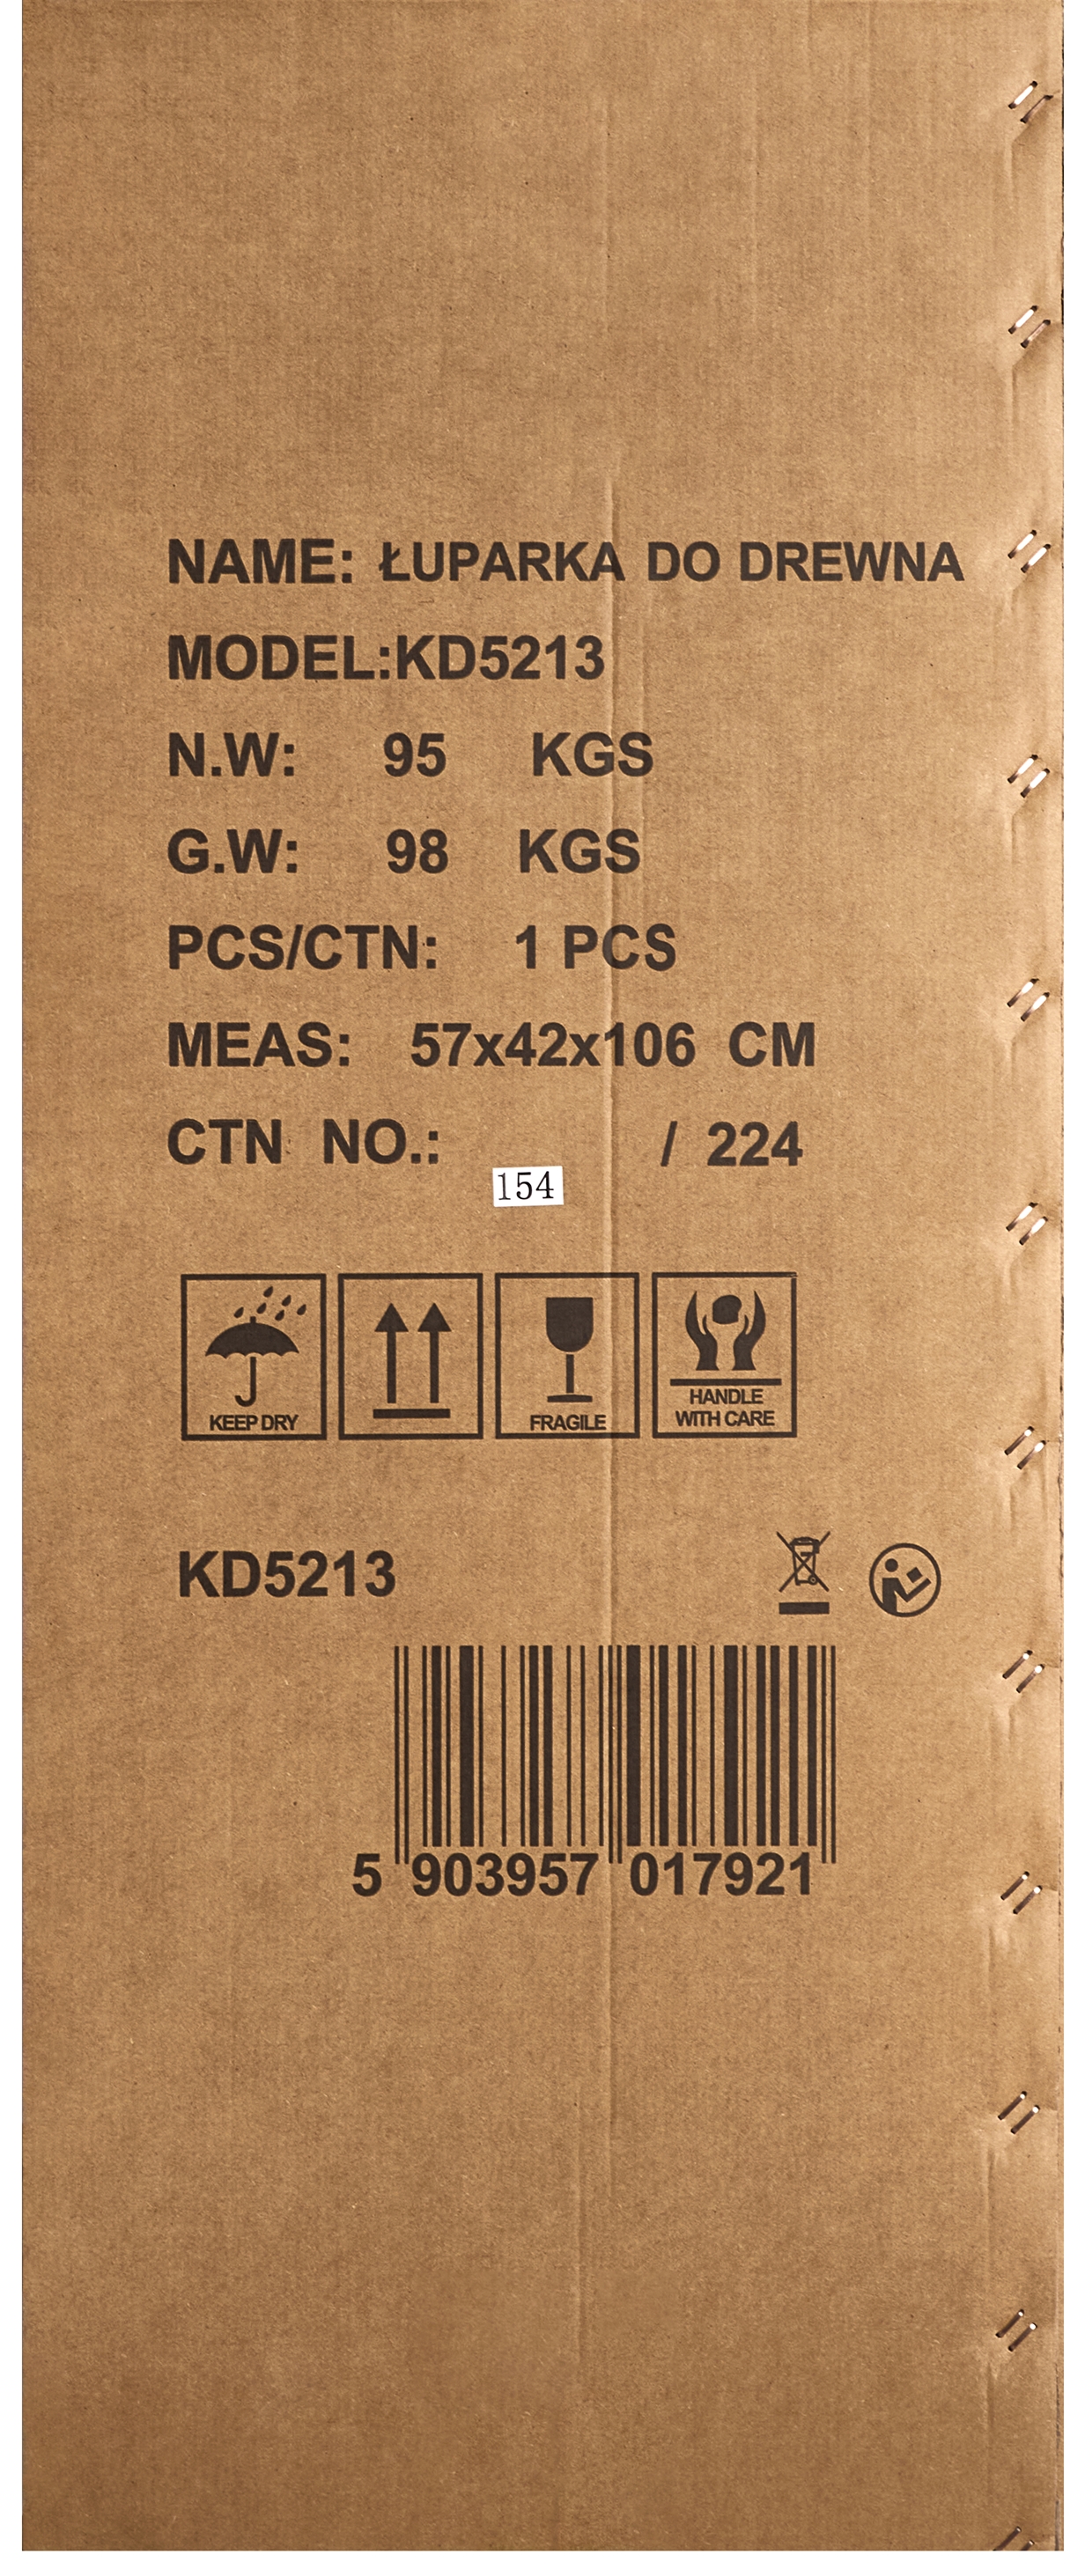 NAME: ŁUPARKA DO DREWNA
MODEL:KD5213
N.W: 95 KGS
G.W: 98 KGS
PCS/CTN: 1 PCS
MEAS: 57x42x106 CM
CTN NO.: / 224
154
KEEP DRY
FRAGILE
HANDLE
WITH CARE
KD5213
5 903957 017921